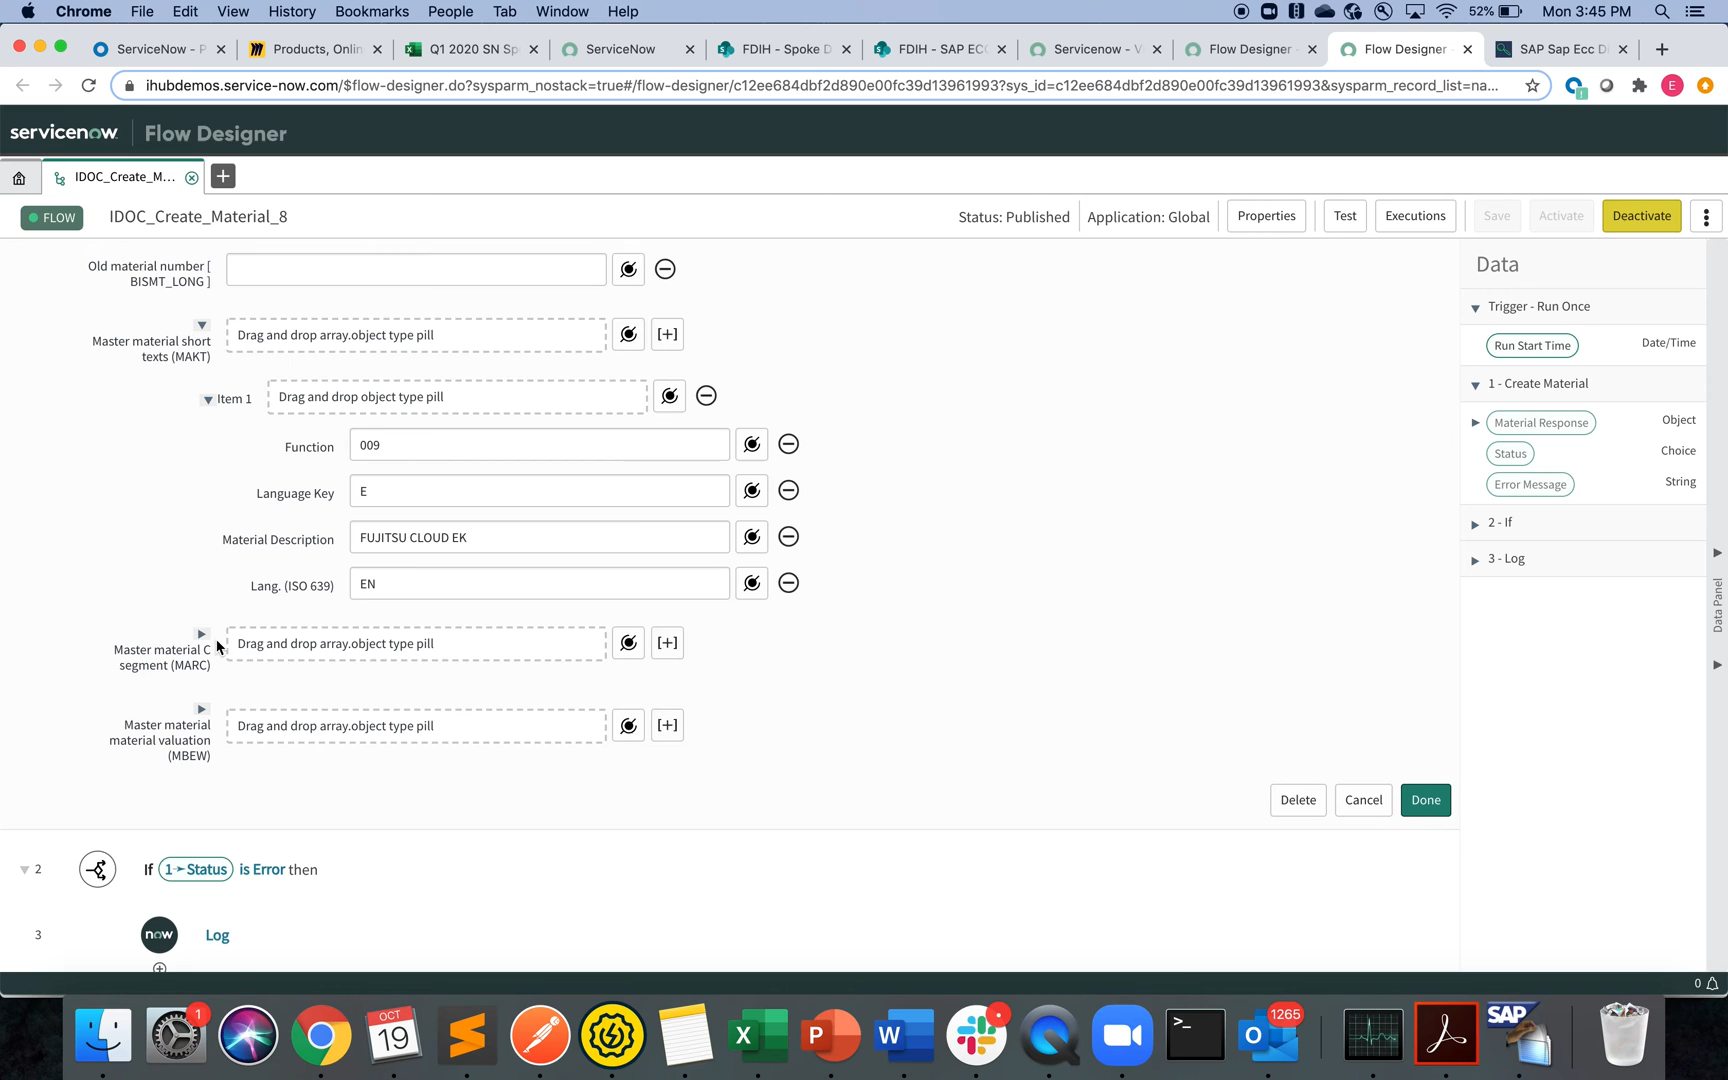 Chrome File Edit View History Bookmarks People Tab Window Help 52% Mon 3:45 PM
ServiceNow - P Products, Onlin Q1 2020 SN Sp ServiceNow FDIH - Spoke D FDIH - SAP EC Servicenow - V Flow Designer Flow Designer SAP Sap Ecc D
ihubdemos.service-now.com/$flow-designer.do?sysparm_nostack=true#/flow-designer/c12ee684dbf2d890e00fc39d13961993?sys_id=c12ee684dbf2d890e00fc39d13961993&sysparm_record_list=na... E
servicenow Flow Designer
IDOC_Create_M...
FLOW IDOC_Create_Material_8 Status: Published Application: Global Properties Test Executions Save Activate Deactivate
Old material number [
BISMT_LONG ]
Master material short
texts (MAKT)
Drag and drop array.object type pill [+]
Item 1 Drag and drop object type pill
Function 009
Language Key E
Material Description FUJITSU CLOUD EK
Lang. (ISO 639) EN
Master material C
segment (MARC)
Drag and drop array.object type pill [+]
Master material
material valuation
(MBEW)
Drag and drop array.object type pill [+]
Delete Cancel Done
2 If 1 Status is Error then
3 now Log
Data
Trigger - Run Once
Run Start Time Date/Time
1 - Create Material
Material Response Object
Status Choice
Error Message String
2 - If
3 - Log
Data Panel
0
1 OCT 19 X P W >_ 1265 SAP